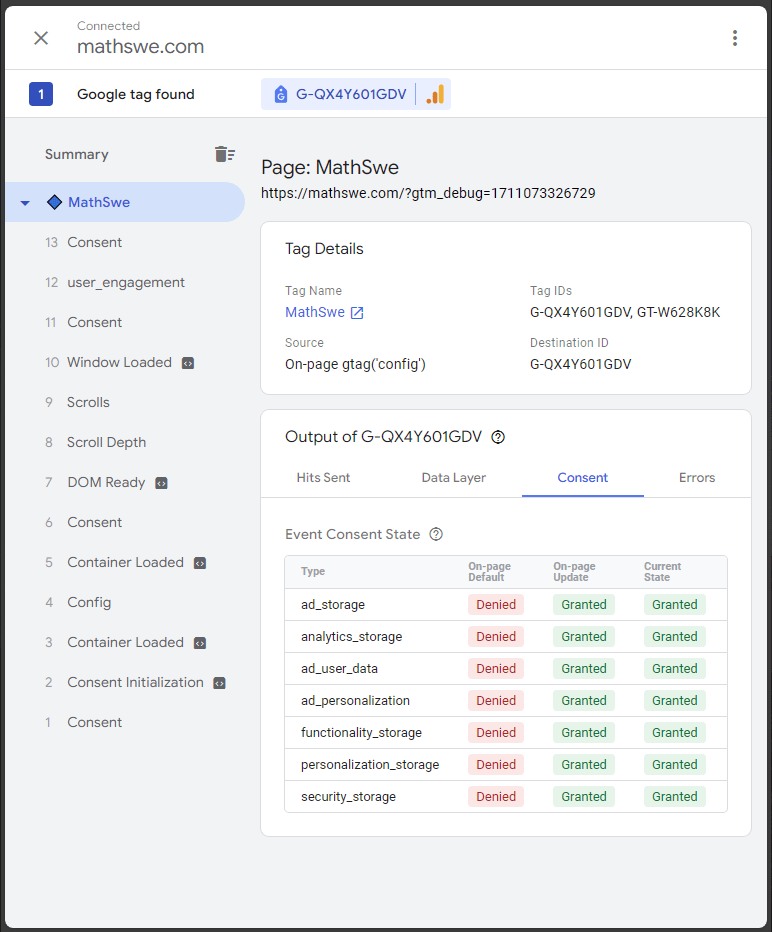 Connected
mathswe.com
1 Google tag found G-QX4Y601GDV
Summary
MathSwe
13 Consent
12 user_engagement
11 Consent
10 Window Loaded
9 Scrolls
8 Scroll Depth
7 DOM Ready
6 Consent
5 Container Loaded
4 Config
3 Container Loaded
2 Consent Initialization
1 Consent
Page: MathSwe
https://mathswe.com/?gtm_debug=1711073326729
Tag Details
Tag Name Tag IDs
MathSwe G-QX4Y601GDV, GT-W628K8K
Source Destination ID
On-page gtag('config') G-QX4Y601GDV
Output of G-QX4Y601GDV
Hits Sent Data Layer Consent Errors
Event Consent State
Type On-page Default On-page Update Current State
ad_storage Denied Granted Granted
analytics_storage Denied Granted Granted
ad_user_data Denied Granted Granted
ad_personalization Denied Granted Granted
functionality_storage Denied Granted Granted
personalization_storage Denied Granted Granted
security_storage Denied Granted Granted